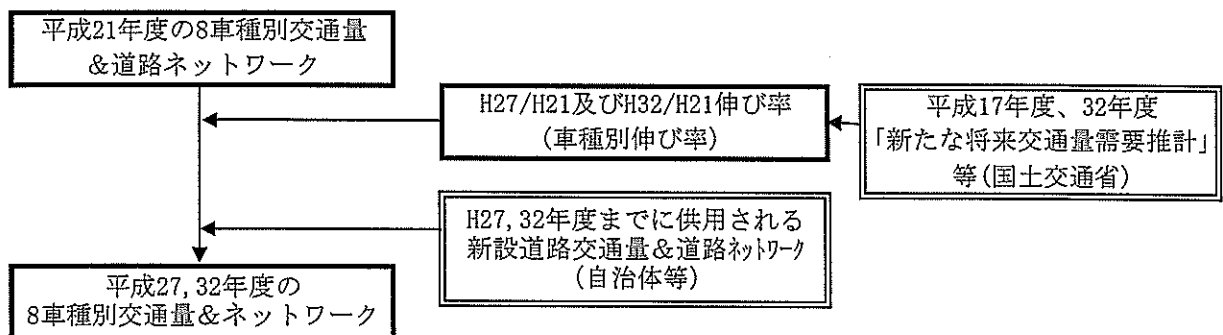 平成21年度の8車種別交通量
&道路ネットワーク
H27/H21及びH32/H21伸び率
(車種別伸び率)
平成17年度、32年度
「新たな将来交通量需要推計」
等(国土交通省)
H27,32年度までに供用される
新設道路交通量&道路ネットワーク
(自治体等)
平成27,32年度の
8車種別交通量&ネットワーク